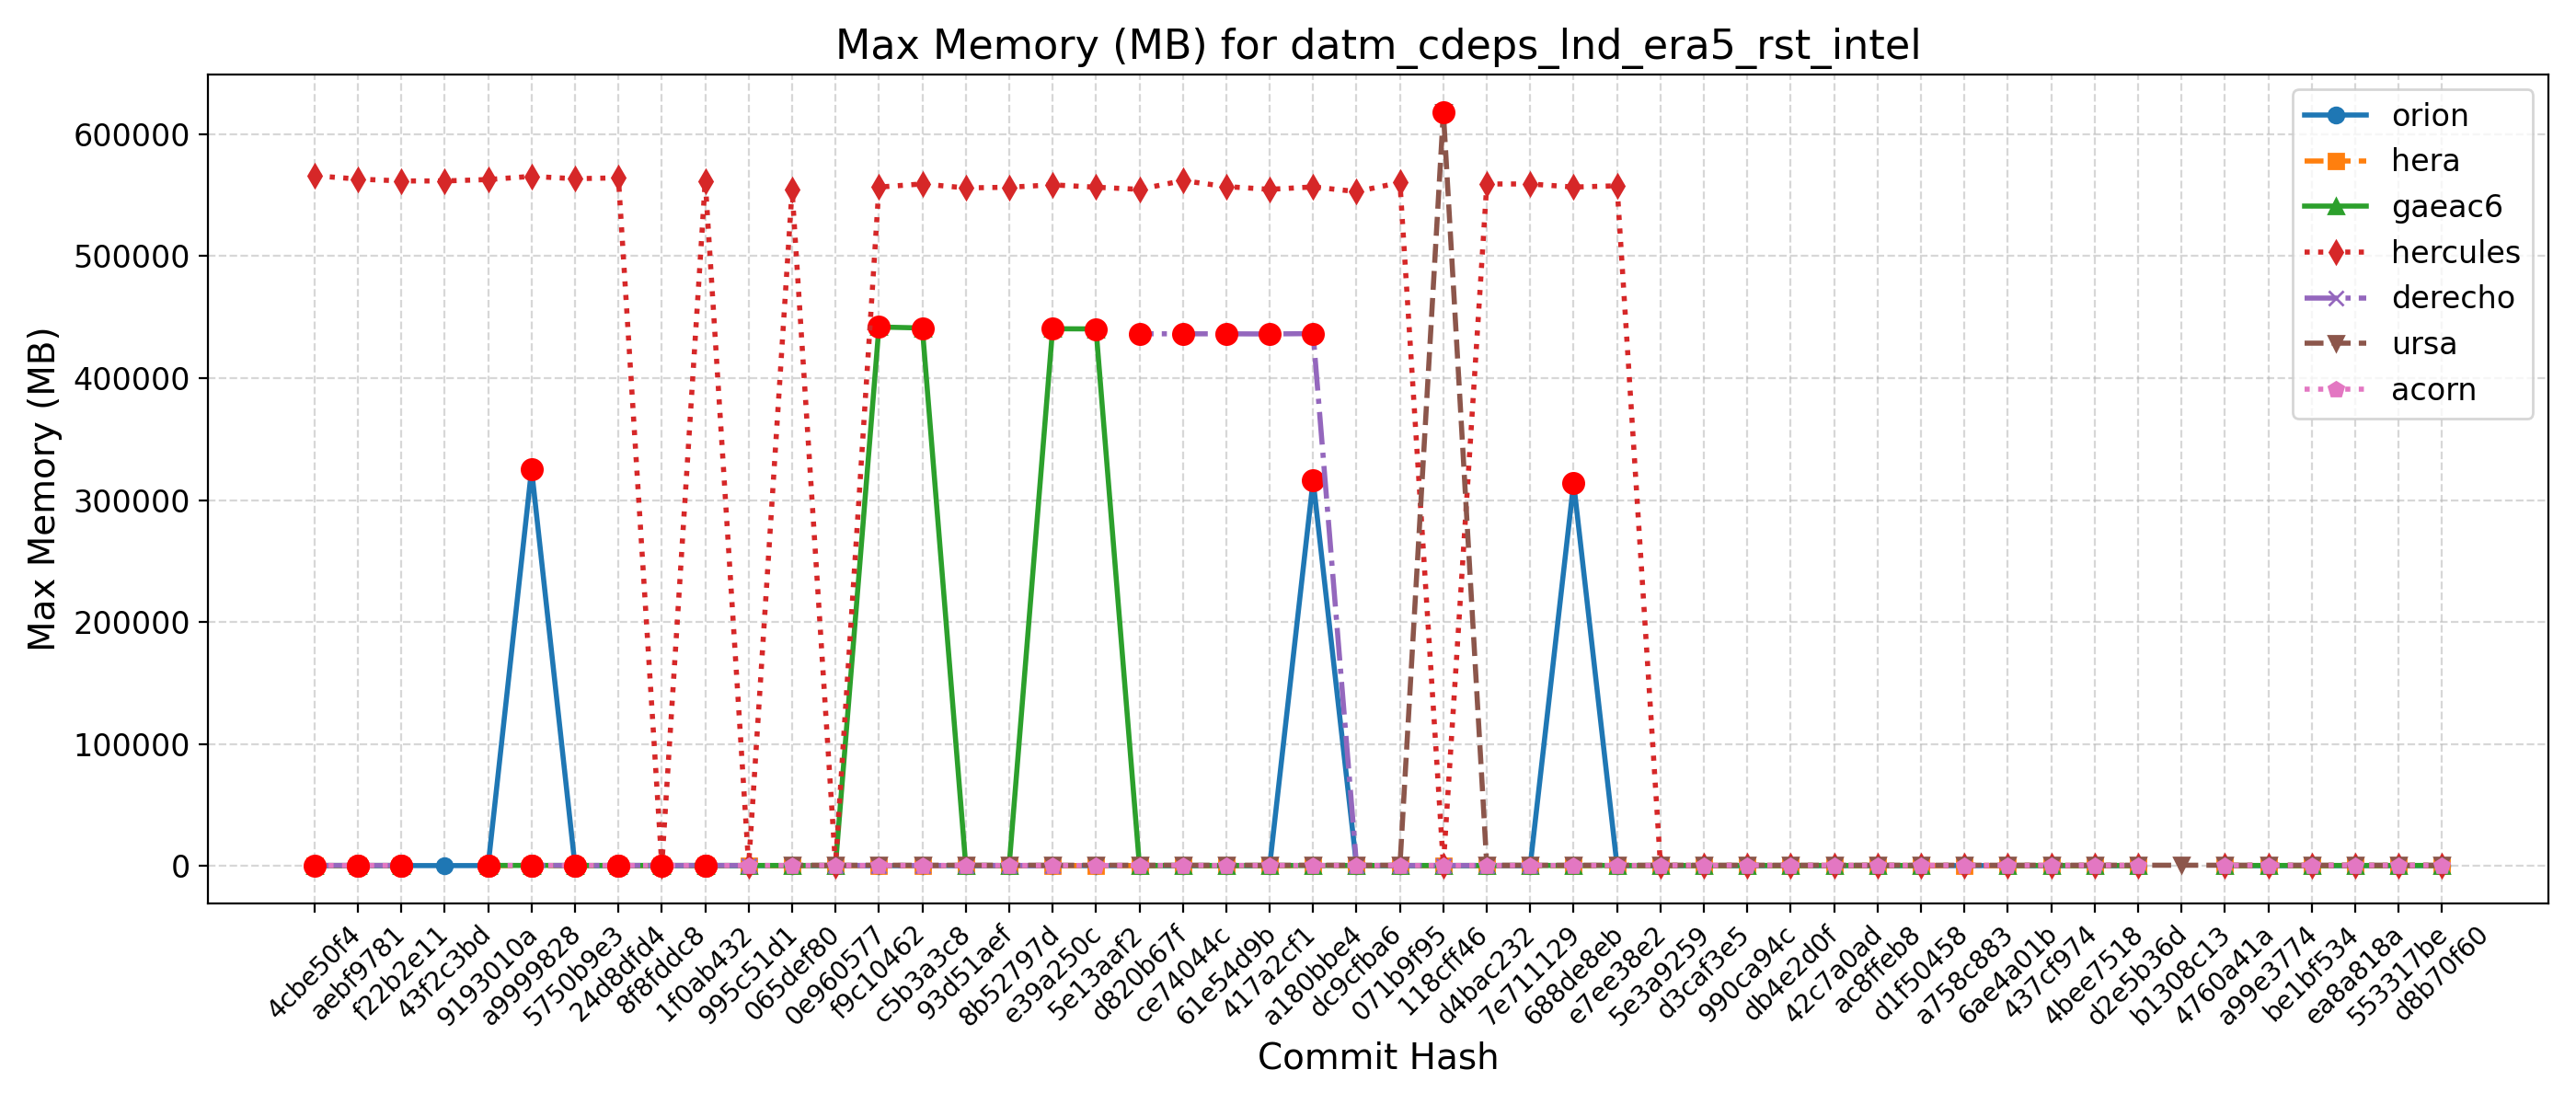 Max Memory (MB) for datm_cdeps_lnd_era5_rst_intel
Max Memory (MB)
600000
500000
400000
300000
200000
100000
0
orion
hera
gaeac6
hercules
derecho
ursa
acorn
4cbe50f4
aebf9781
f22b2e11
43f2c3bd
9193010a
a9999828
5750b9e3
24d8dfd4
8f8fddc8
1f0ab432
995c51d1
065def80
0e960577
f9c10462
c5b3a3c8
93d51aef
8b52797d
e39a250c
5e13aaf2
d820b67f
ce74044c
61e54d9b
417a2cf1
a180bbe4
dc9cfba6
071b9f95
118cff46
d4bac232
7e711129
688de8eb
e7ee38e2
5e3a9259
d3caf3e5
990ca94c
db4e2d0f
42c7a0ad
ac8ffeb8
d1f50458
a758c883
6ae4a01b
437cf974
4bee7518
d2e5b36d
b1308c13
4760a41a
a99e3774
be1bf534
ea8a818a
553317be
d8b70f60
Commit Hash